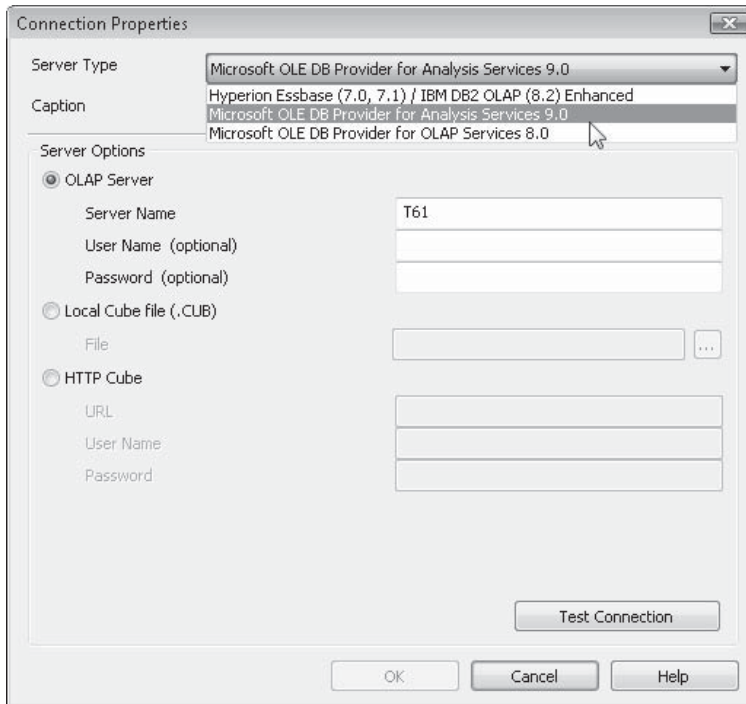 Connection Properties
Server Type
Microsoft OLE DB Provider for Analysis Services 9.0
Hyperion Essbase (7.0, 7.1) / IBM DB2 OLAP (8.2) Enhanced
Caption
Microsoft OLE DB Provider for Analysis Services 9.0
Microsoft OLE DB Provider for OLAP Services 8.0
Server Options
OLAP Server
Server Name
T61
User Name (optional)
Password (optional)
Local Cube file (.CUB)
File
...
HTTP Cube
URL
User Name
Password
Test Connection
OK
Cancel
Help